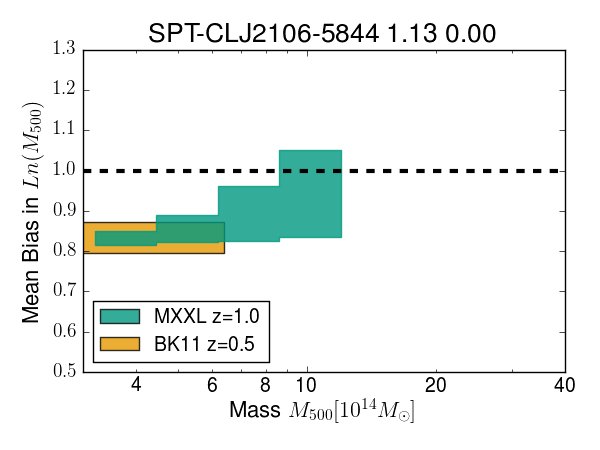 SPT-CLJ2106-5844 1.13 0.00
1.3
1.2
1.1
1.0
0.9
0.8
0.7
0.6
0.5
Mean Bias in Ln(M500)
MXXL z=1.0
BK11 z=0.5
4 6 8 10 20 40
Mass M500[10^14 M⊙]